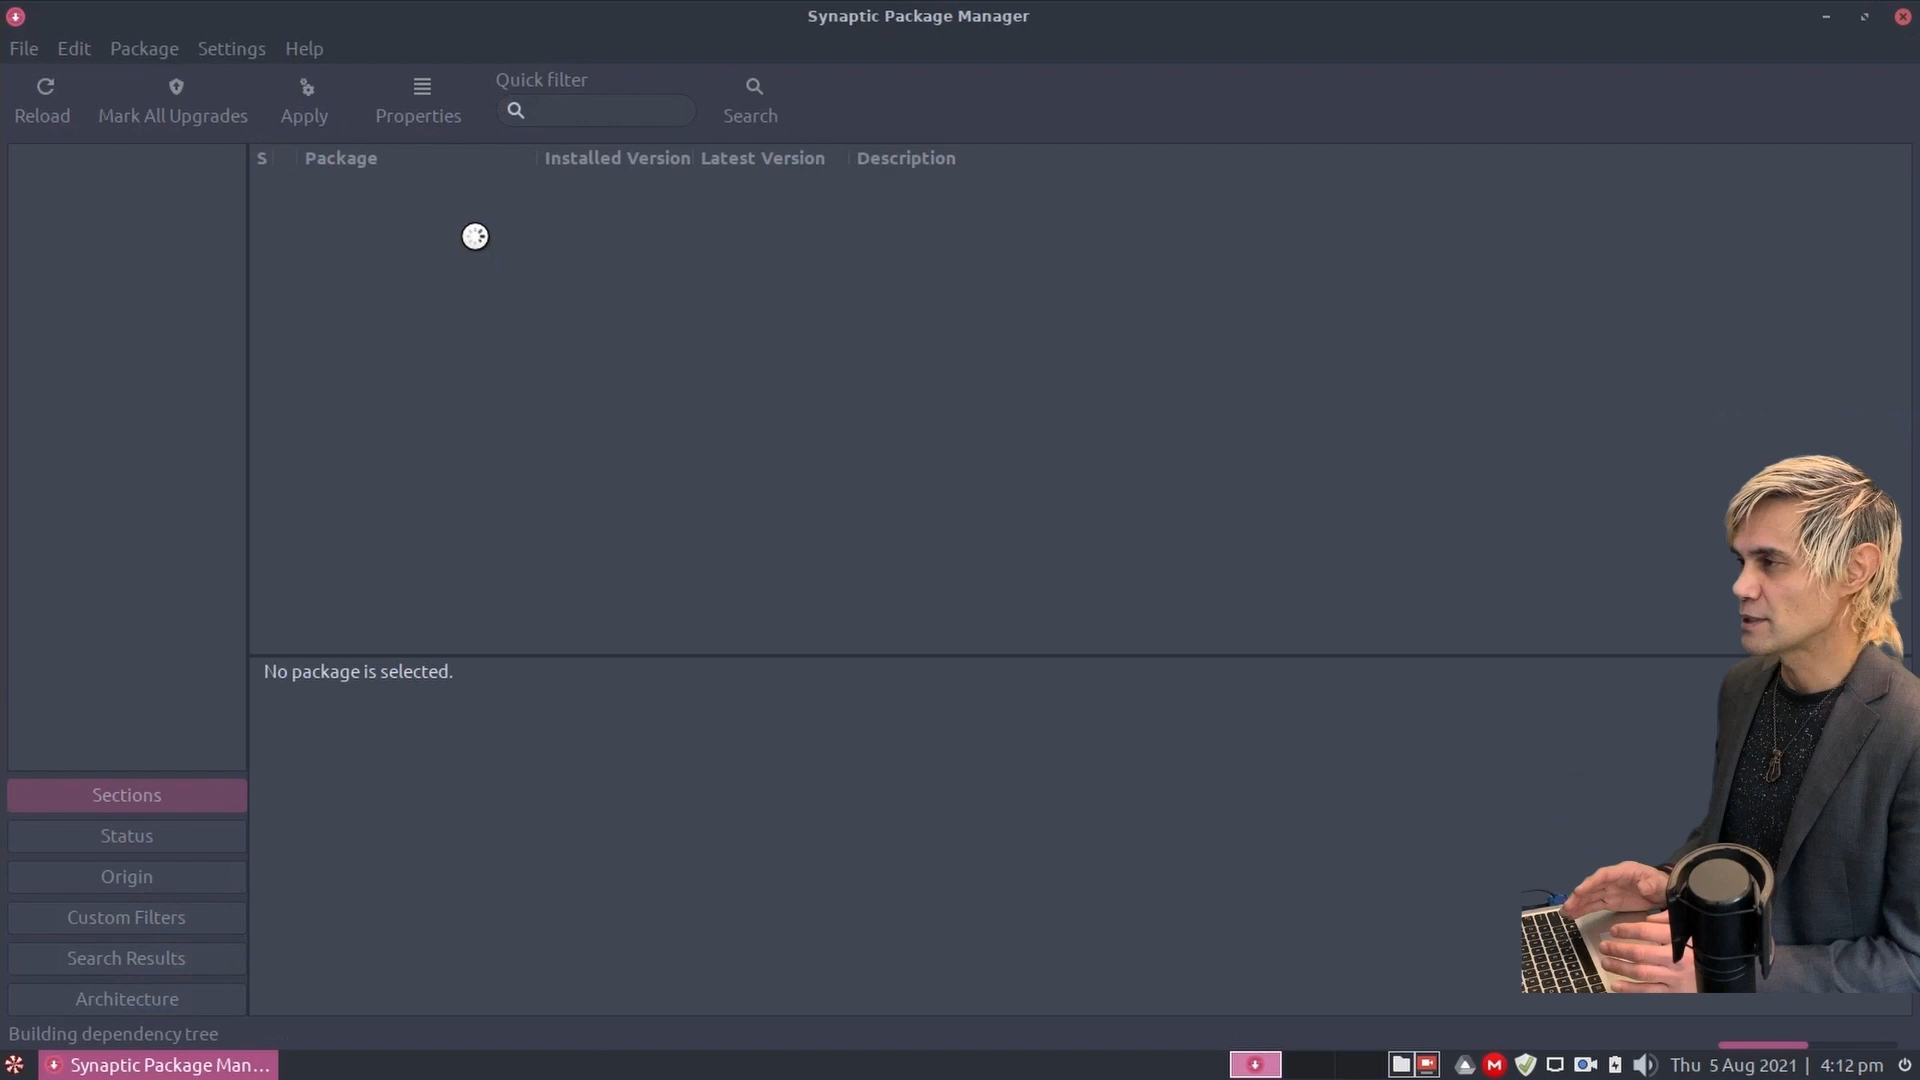 Synaptic Package Manager
File Edit Package Settings Help
Reload Mark All Upgrades Apply Properties Quick filter Search
S Package Installed Version Latest Version Description
No package is selected.
Sections
Status
Origin
Custom Filters
Search Results
Architecture
Building dependency tree
Synaptic Package Man... M Thu 5 Aug 2021 | 4:12 pm